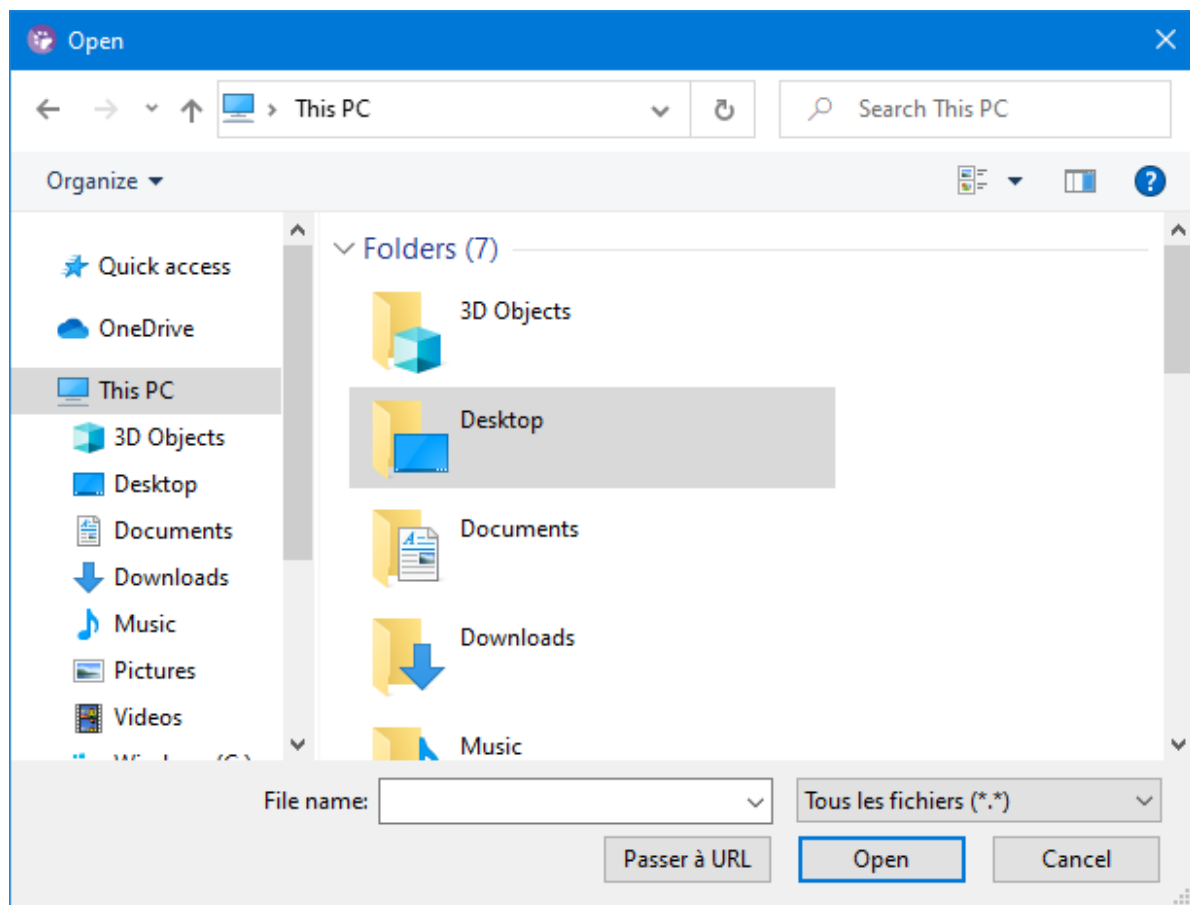 Open
This PC
Search This PC
Organize
Quick access
OneDrive
This PC
3D Objects
Desktop
Documents
Downloads
Music
Pictures
Videos
Folders (7)
3D Objects
Desktop
Documents
Downloads
Music
File name:
Tous les fichiers (*.*)
Passer à URL
Open
Cancel